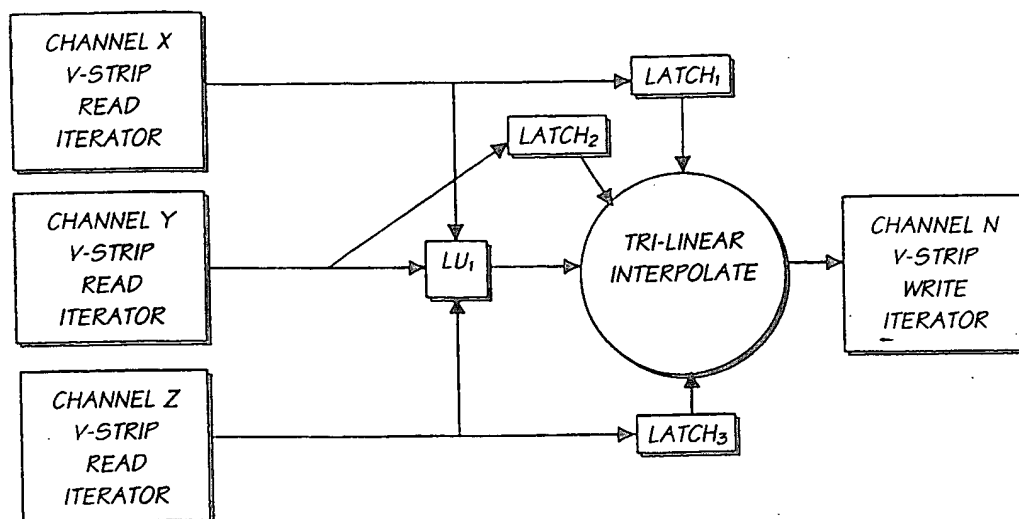 CHANNEL X
V-STRIP
READ
ITERATOR
LATCH₁
LATCH₂
CHANNEL Y
V-STRIP
READ
ITERATOR
LU₁
TRI-LINEAR
INTERPOLATE
CHANNEL N
V-STRIP
WRITE
ITERATOR
CHANNEL Z
V-STRIP
READ
ITERATOR
LATCH₃